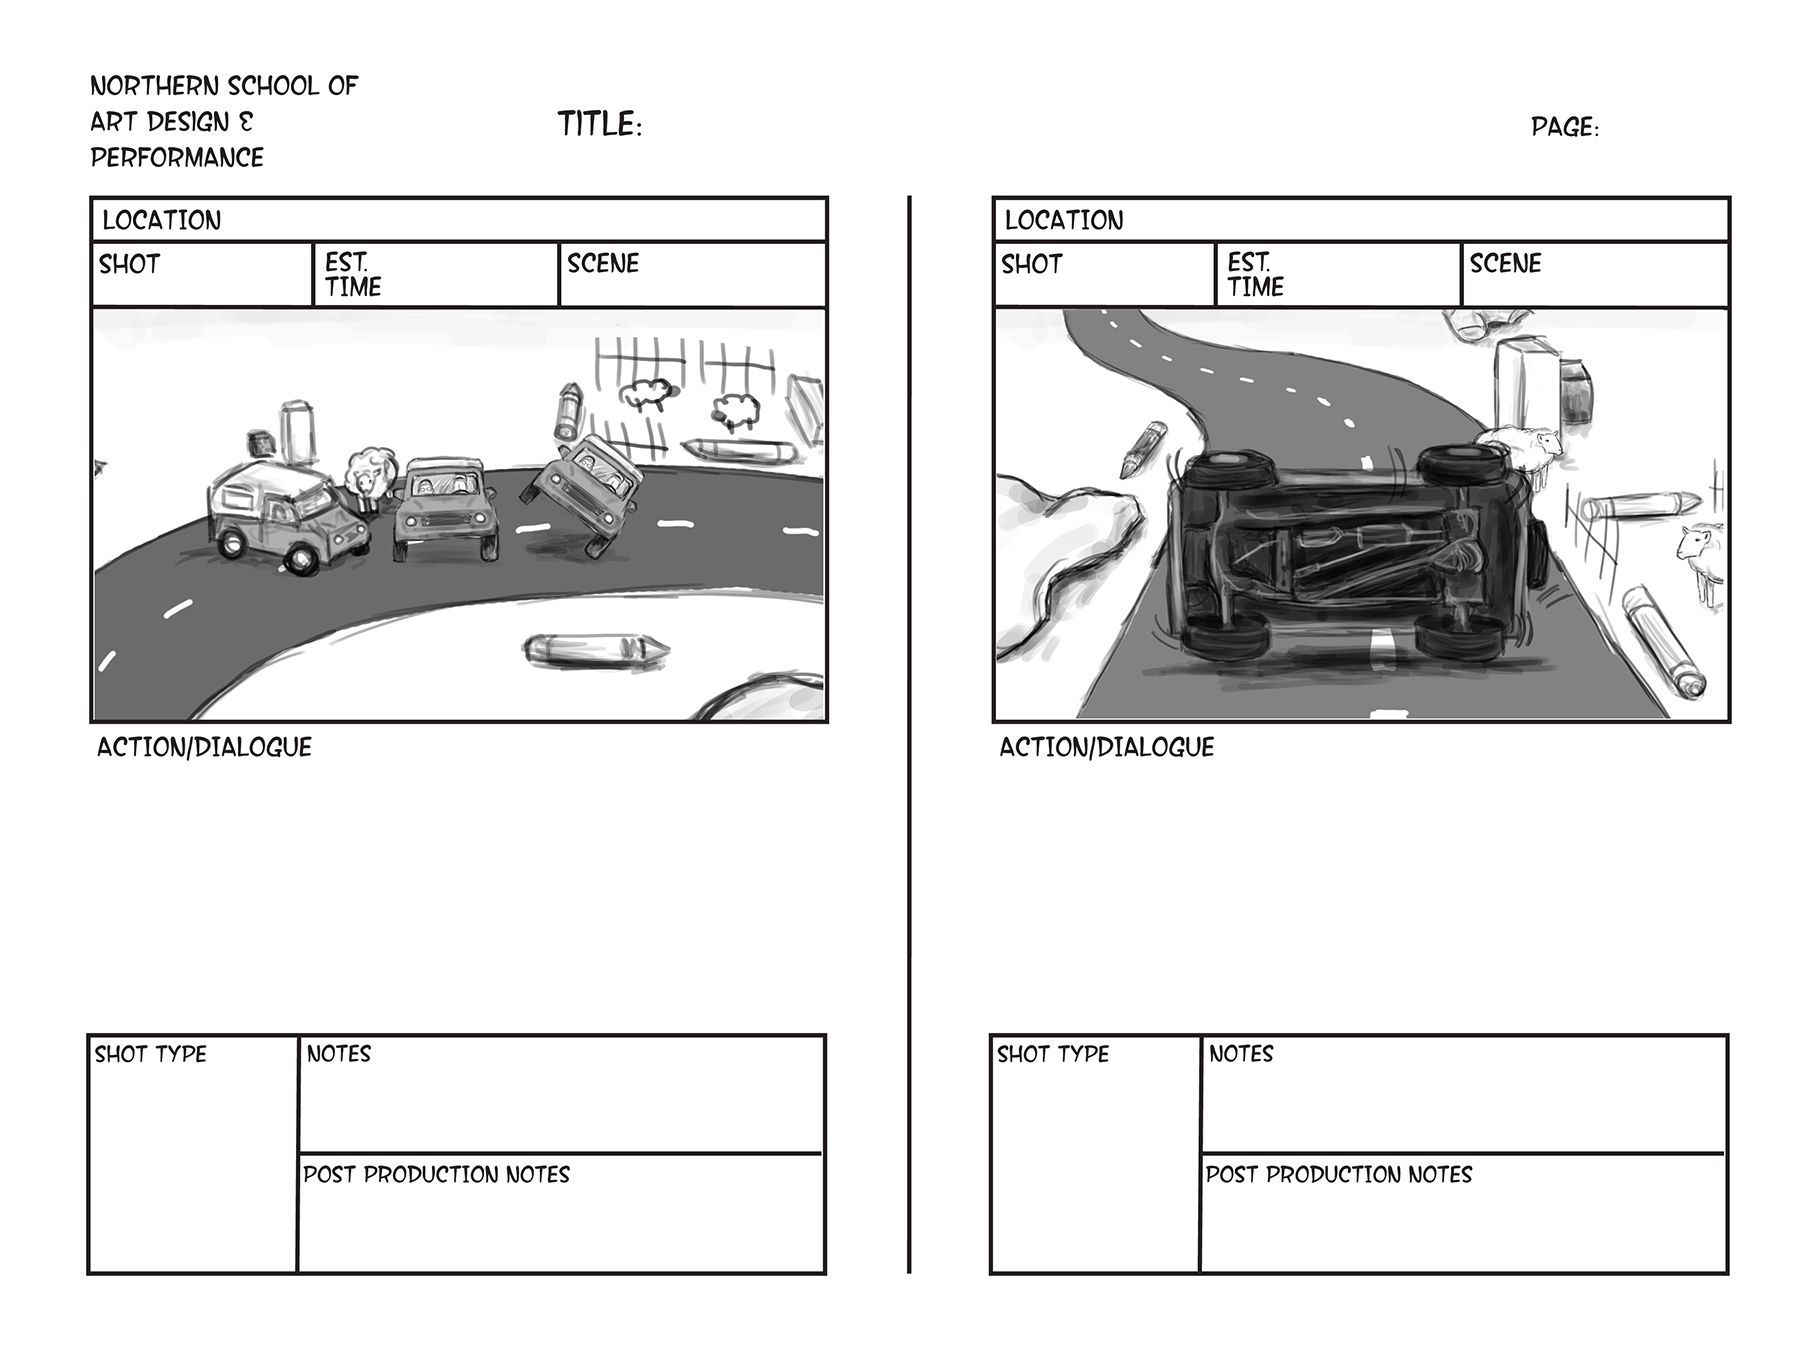 NORTHERN SCHOOL OF
ART DESIGN &
PERFORMANCE
TITLE:
PAGE:
LOCATION
SHOT
EST.
TIME
SCENE
ACTION/DIALOGUE
SHOT TYPE
NOTES
POST PRODUCTION NOTES
LOCATION
SHOT
EST.
TIME
SCENE
ACTION/DIALOGUE
SHOT TYPE
NOTES
POST PRODUCTION NOTES